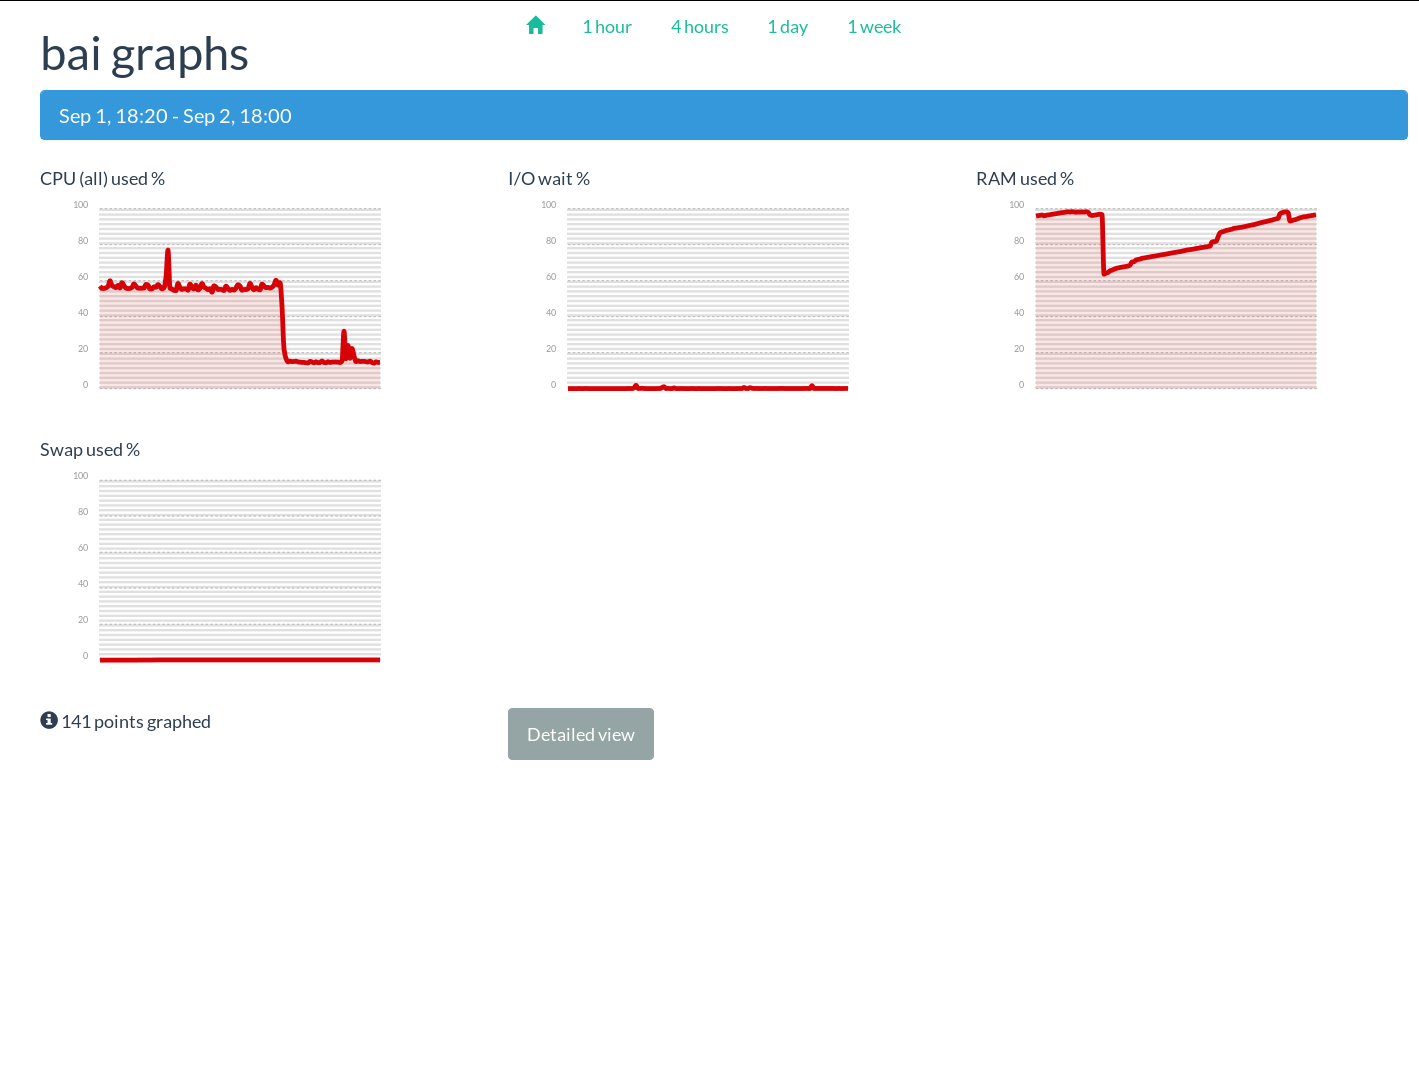 1 hour 4 hours 1 day 1 week
bai graphs
Sep 1, 18:20 - Sep 2, 18:00
CPU (all) used %
100
80
60
40
20
0
I/O wait %
100
80
60
40
20
0
RAM used %
100
80
60
40
20
0
Swap used %
100
80
60
40
20
0
141 points graphed
Detailed view